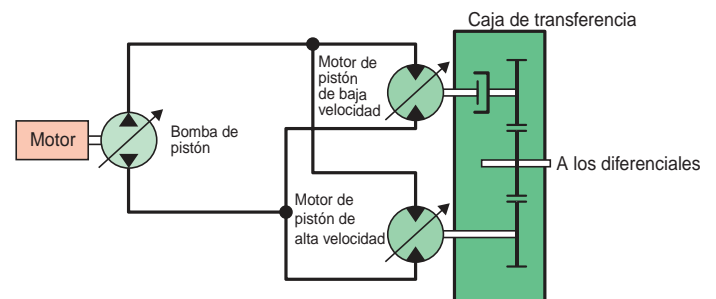 Caja de transferencia
Motor de
pistón
de baja
velocidad
Motor
Bomba de
pistón
A los diferenciales
Motor de
pistón de
alta velocidad